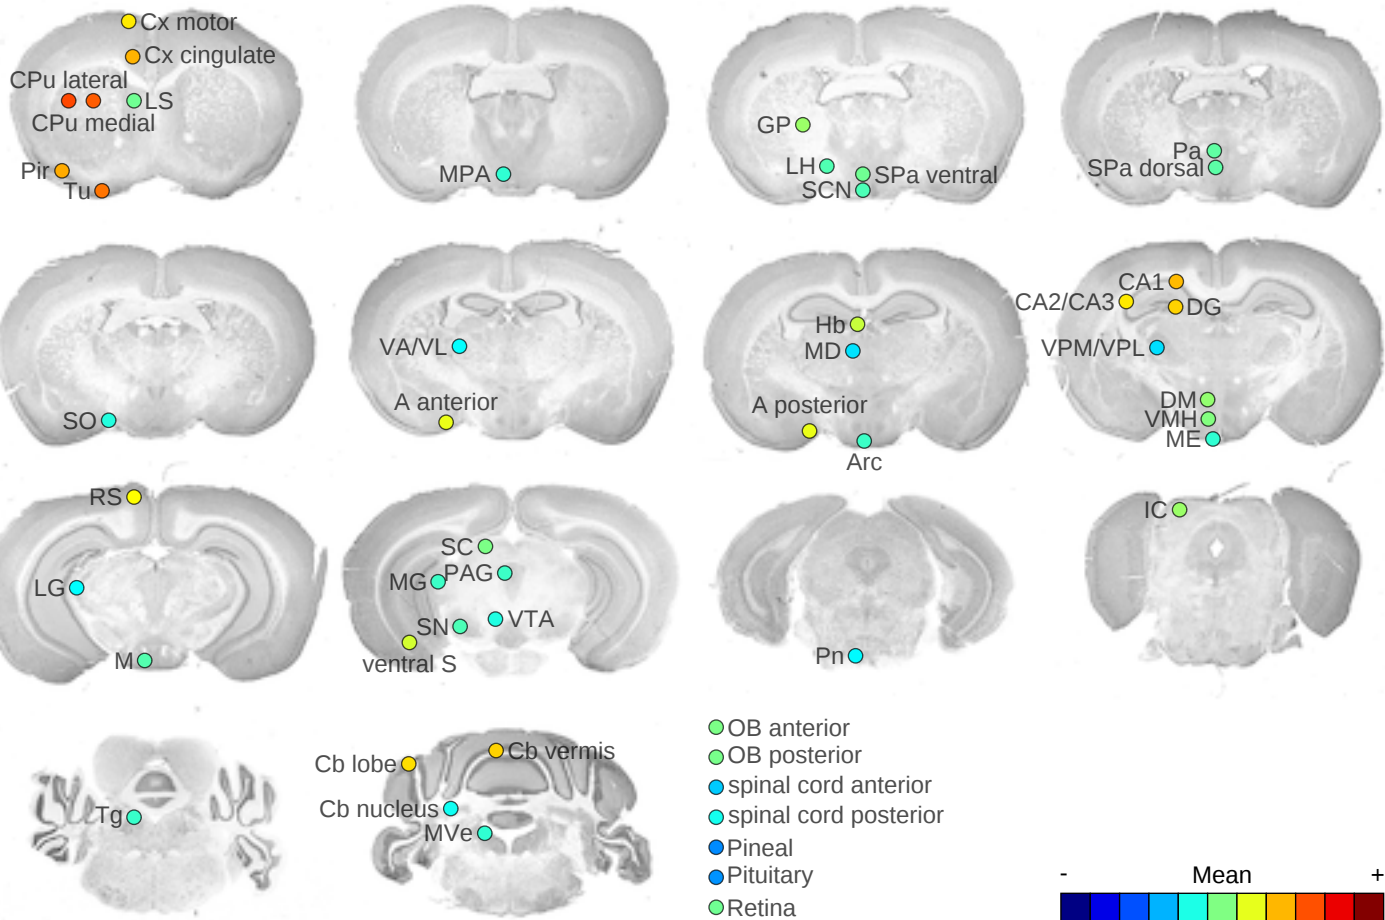 Cx motor
Cx cingulate
CPu lateral
LS
CPu medial
Pir
Tu
MPA
GP
LH
SPa ventral
SCN
Pa
SPa dorsal
SO
VA/VL
A anterior
Hb
MD
A posterior
Arc
CA1
CA2/CA3
DG
VPM/VPL
DM
VMH
ME
RS
LG
M
SC
MG
PAG
SN
VTA
ventral S
Pn
IC
Tg
Cb lobe
Cb vermis
Cb nucleus
MVe
OB anterior
OB posterior
spinal cord anterior
spinal cord posterior
Pineal
Pituitary
Retina
- Mean +